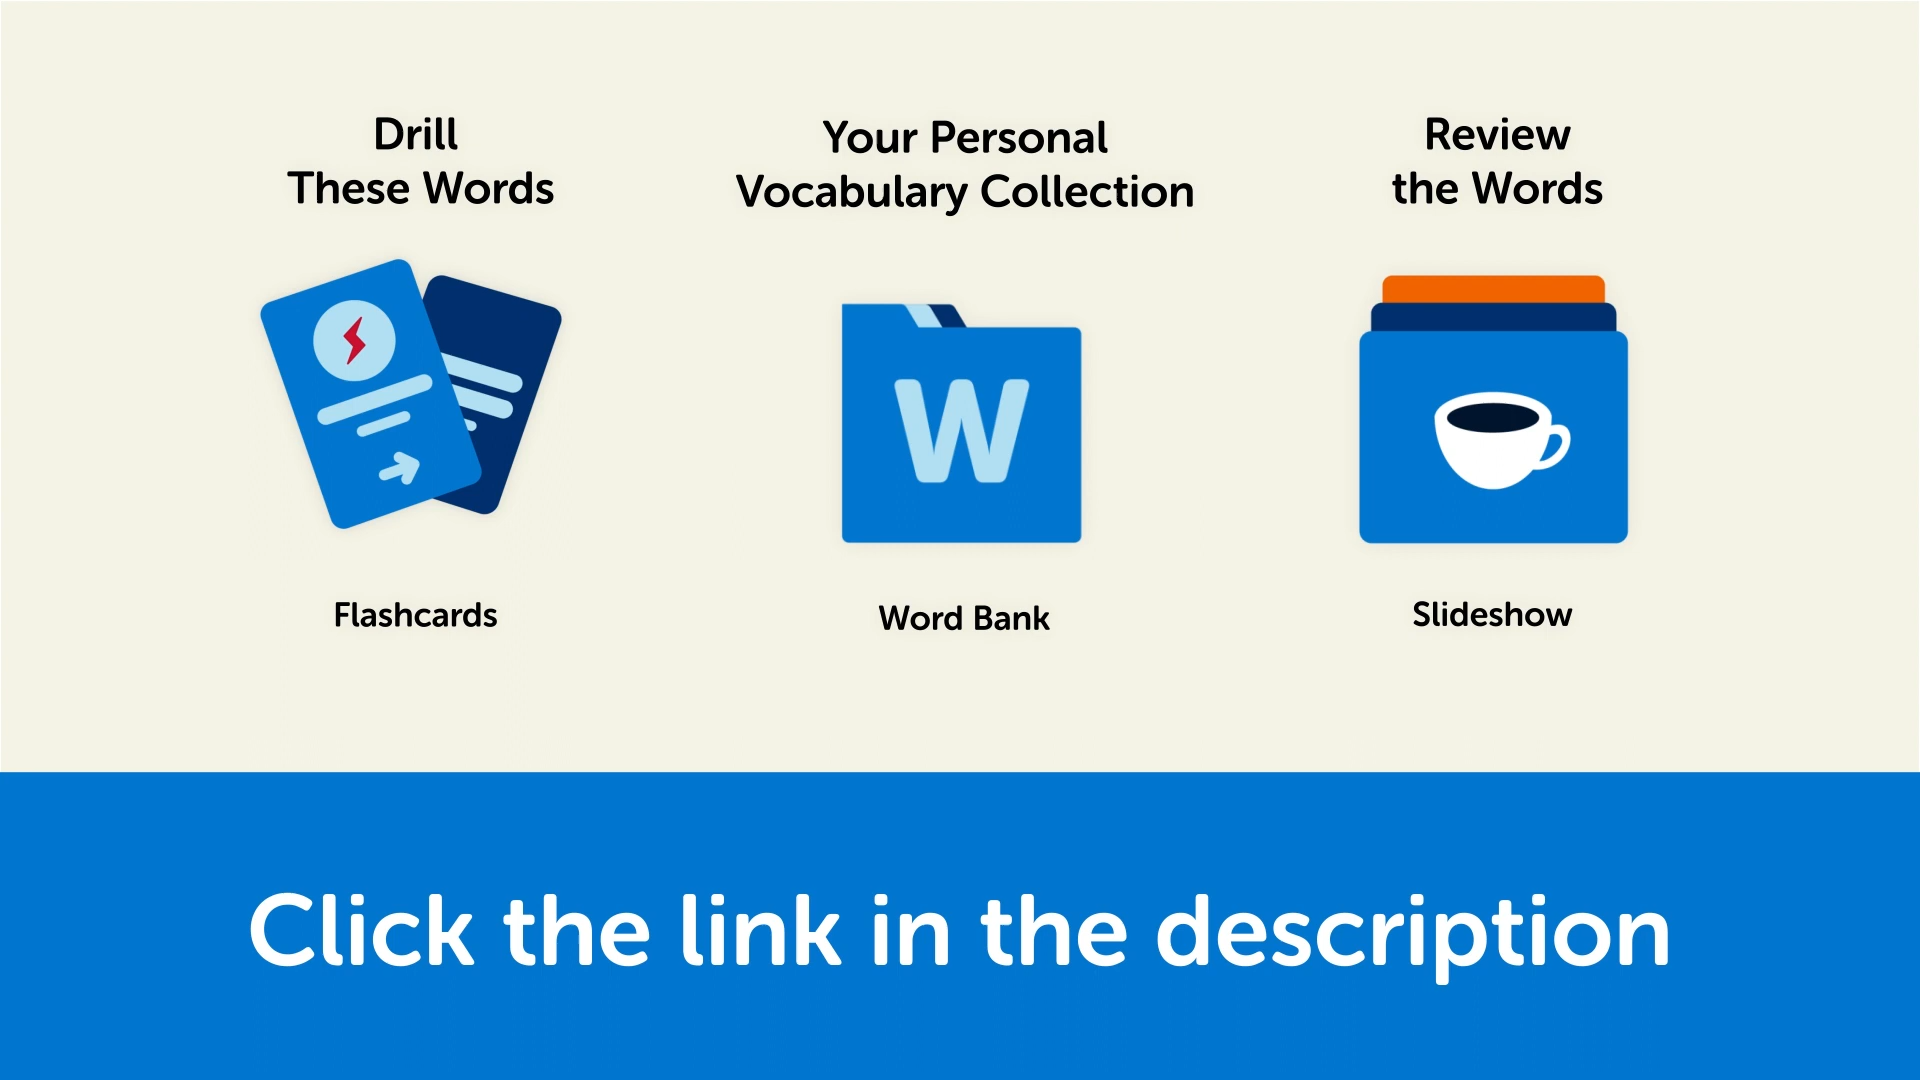 Drill
These Words
Flashcards
Your Personal
Vocabulary Collection
W
Word Bank
Review
the Words
Slideshow
Click the link in the description